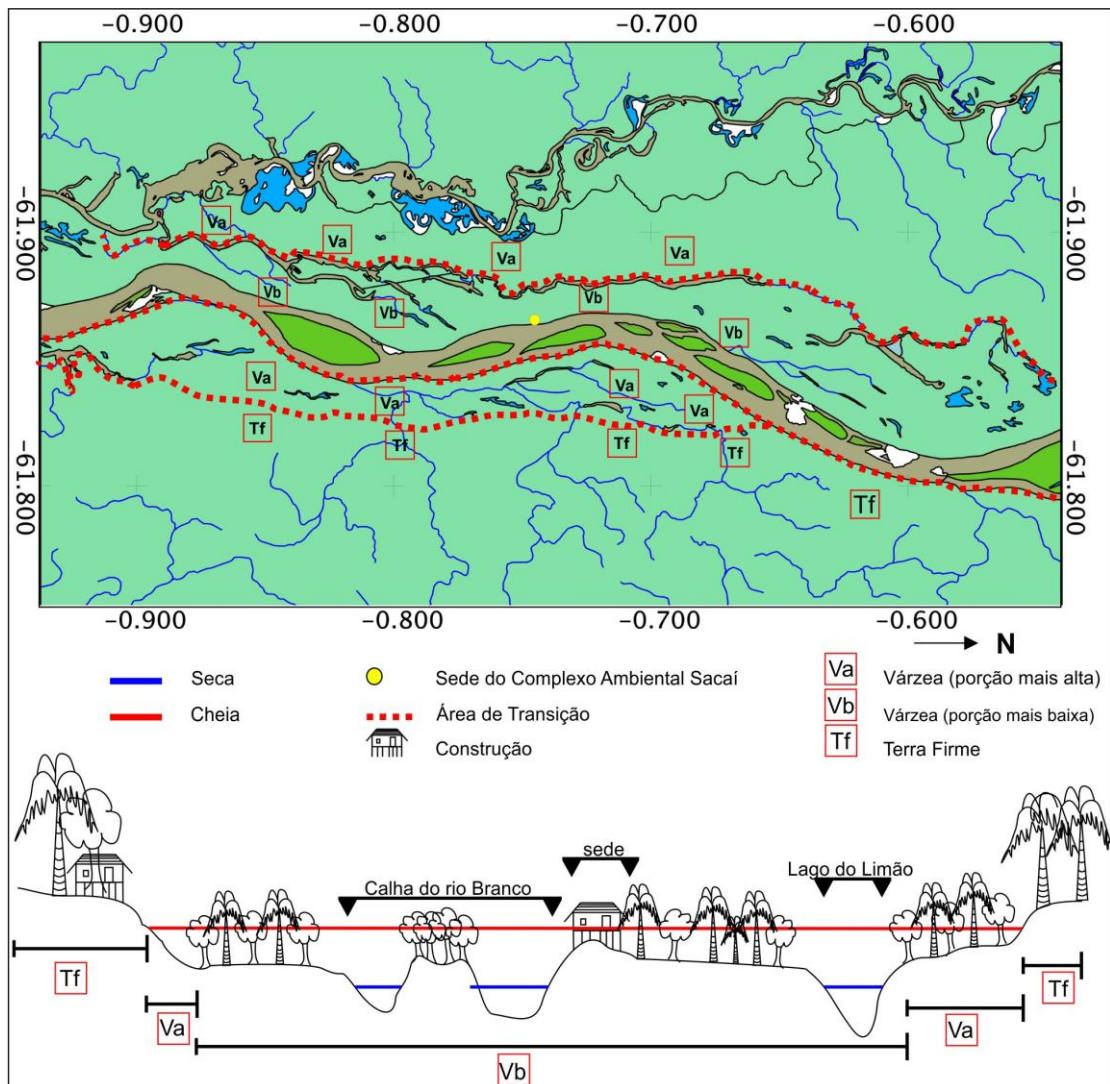 −0.900 −0.800 −0.700 −0.600
−61.900 −61.900
Va Va Va Va
Vb Vb Vb Vb
Va Va Va Va
Tf Tf Tf Tf Tf
−61.800 −61.800
−0.900 −0.800 −0.700 −0.600
N
Seca
Cheia
Sede do Complexo Ambiental Sacaí
Área de Transição
Construção
Va Várzea (porção mais alta)
Vb Várzea (porção mais baixa)
Tf Terra Firme
sede
Calha do rio Branco
Lago do Limão
Tf Va Vb Va Tf